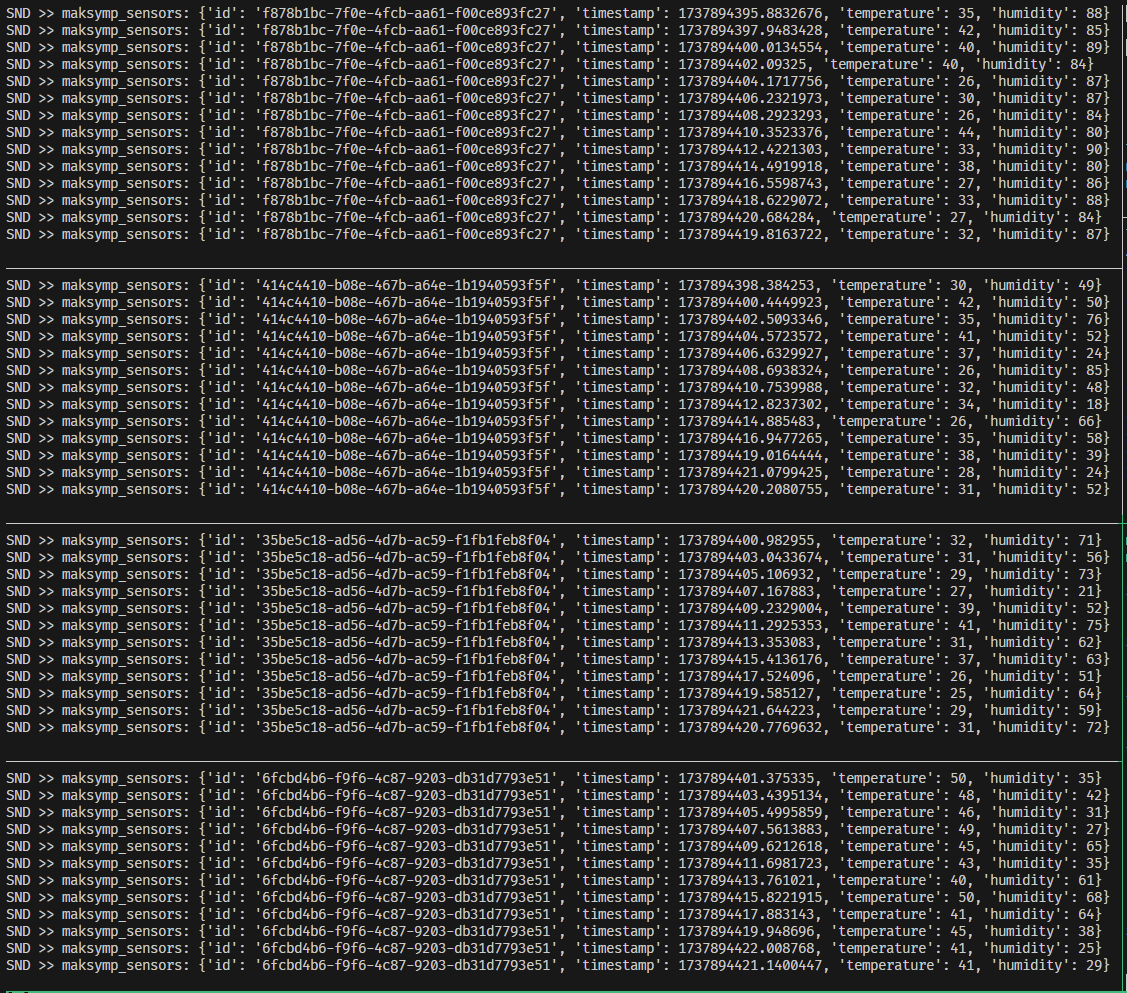 SND >> maksymp_sensors: {'id': 'f878b1bc-7f0e-4fcb-aa61-f00ce893fc27', 'timestamp': 1737894395.8832676, 'temperature': 35, 'humidity': 88}
SND >> maksymp_sensors: {'id': 'f878b1bc-7f0e-4fcb-aa61-f00ce893fc27', 'timestamp': 1737894397.9483428, 'temperature': 42, 'humidity': 85}
SND >> maksymp_sensors: {'id': 'f878b1bc-7f0e-4fcb-aa61-f00ce893fc27', 'timestamp': 1737894400.0134554, 'temperature': 40, 'humidity': 89}
SND >> maksymp_sensors: {'id': 'f878b1bc-7f0e-4fcb-aa61-f00ce893fc27', 'timestamp': 1737894402.09325, 'temperature': 40, 'humidity': 84}
SND >> maksymp_sensors: {'id': 'f878b1bc-7f0e-4fcb-aa61-f00ce893fc27', 'timestamp': 1737894404.1717756, 'temperature': 26, 'humidity': 87}
SND >> maksymp_sensors: {'id': 'f878b1bc-7f0e-4fcb-aa61-f00ce893fc27', 'timestamp': 1737894406.2321973, 'temperature': 30, 'humidity': 87}
SND >> maksymp_sensors: {'id': 'f878b1bc-7f0e-4fcb-aa61-f00ce893fc27', 'timestamp': 1737894408.2923293, 'temperature': 26, 'humidity': 84}
SND >> maksymp_sensors: {'id': 'f878b1bc-7f0e-4fcb-aa61-f00ce893fc27', 'timestamp': 1737894410.3523376, 'temperature': 44, 'humidity': 80}
SND >> maksymp_sensors: {'id': 'f878b1bc-7f0e-4fcb-aa61-f00ce893fc27', 'timestamp': 1737894412.4221303, 'temperature': 33, 'humidity': 90}
SND >> maksymp_sensors: {'id': 'f878b1bc-7f0e-4fcb-aa61-f00ce893fc27', 'timestamp': 1737894414.4919918, 'temperature': 38, 'humidity': 80}
SND >> maksymp_sensors: {'id': 'f878b1bc-7f0e-4fcb-aa61-f00ce893fc27', 'timestamp': 1737894416.5598743, 'temperature': 27, 'humidity': 86}
SND >> maksymp_sensors: {'id': 'f878b1bc-7f0e-4fcb-aa61-f00ce893fc27', 'timestamp': 1737894418.6229072, 'temperature': 33, 'humidity': 88}
SND >> maksymp_sensors: {'id': 'f878b1bc-7f0e-4fcb-aa61-f00ce893fc27', 'timestamp': 1737894420.684284, 'temperature': 27, 'humidity': 84}
SND >> maksymp_sensors: {'id': 'f878b1bc-7f0e-4fcb-aa61-f00ce893fc27', 'timestamp': 1737894419.8163722, 'temperature': 32, 'humidity': 87}
SND >> maksymp_sensors: {'id': '414c4410-b08e-467b-a64e-1b1940593f5f', 'timestamp': 1737894398.384253, 'temperature': 30, 'humidity': 49}
SND >> maksymp_sensors: {'id': '414c4410-b08e-467b-a64e-1b1940593f5f', 'timestamp': 1737894400.4449923, 'temperature': 42, 'humidity': 50}
SND >> maksymp_sensors: {'id': '414c4410-b08e-467b-a64e-1b1940593f5f', 'timestamp': 1737894402.5093346, 'temperature': 35, 'humidity': 76}
SND >> maksymp_sensors: {'id': '414c4410-b08e-467b-a64e-1b1940593f5f', 'timestamp': 1737894404.5723572, 'temperature': 41, 'humidity': 52}
SND >> maksymp_sensors: {'id': '414c4410-b08e-467b-a64e-1b1940593f5f', 'timestamp': 1737894406.6329927, 'temperature': 37, 'humidity': 24}
SND >> maksymp_sensors: {'id': '414c4410-b08e-467b-a64e-1b1940593f5f', 'timestamp': 1737894408.6938324, 'temperature': 26, 'humidity': 85}
SND >> maksymp_sensors: {'id': '414c4410-b08e-467b-a64e-1b1940593f5f', 'timestamp': 1737894410.7539988, 'temperature': 32, 'humidity': 48}
SND >> maksymp_sensors: {'id': '414c4410-b08e-467b-a64e-1b1940593f5f', 'timestamp': 1737894412.8237302, 'temperature': 34, 'humidity': 18}
SND >> maksymp_sensors: {'id': '414c4410-b08e-467b-a64e-1b1940593f5f', 'timestamp': 1737894414.885483, 'temperature': 26, 'humidity': 66}
SND >> maksymp_sensors: {'id': '414c4410-b08e-467b-a64e-1b1940593f5f', 'timestamp': 1737894416.9477265, 'temperature': 35, 'humidity': 58}
SND >> maksymp_sensors: {'id': '414c4410-b08e-467b-a64e-1b1940593f5f', 'timestamp': 1737894419.0164444, 'temperature': 38, 'humidity': 39}
SND >> maksymp_sensors: {'id': '414c4410-b08e-467b-a64e-1b1940593f5f', 'timestamp': 1737894421.0799425, 'temperature': 28, 'humidity': 24}
SND >> maksymp_sensors: {'id': '414c4410-b08e-467b-a64e-1b1940593f5f', 'timestamp': 1737894420.2080755, 'temperature': 31, 'humidity': 52}
SND >> maksymp_sensors: {'id': '35be5c18-ad56-4d7b-ac59-f1fb1feb8f04', 'timestamp': 1737894400.982955, 'temperature': 32, 'humidity': 71}
SND >> maksymp_sensors: {'id': '35be5c18-ad56-4d7b-ac59-f1fb1feb8f04', 'timestamp': 1737894403.0433674, 'temperature': 31, 'humidity': 56}
SND >> maksymp_sensors: {'id': '35be5c18-ad56-4d7b-ac59-f1fb1feb8f04', 'timestamp': 1737894405.106932, 'temperature': 29, 'humidity': 73}
SND >> maksymp_sensors: {'id': '35be5c18-ad56-4d7b-ac59-f1fb1feb8f04', 'timestamp': 1737894407.167883, 'temperature': 27, 'humidity': 21}
SND >> maksymp_sensors: {'id': '35be5c18-ad56-4d7b-ac59-f1fb1feb8f04', 'timestamp': 1737894409.2329004, 'temperature': 39, 'humidity': 52}
SND >> maksymp_sensors: {'id': '35be5c18-ad56-4d7b-ac59-f1fb1feb8f04', 'timestamp': 1737894411.2925353, 'temperature': 41, 'humidity': 75}
SND >> maksymp_sensors: {'id': '35be5c18-ad56-4d7b-ac59-f1fb1feb8f04', 'timestamp': 1737894413.353083, 'temperature': 31, 'humidity': 62}
SND >> maksymp_sensors: {'id': '35be5c18-ad56-4d7b-ac59-f1fb1feb8f04', 'timestamp': 1737894415.4136176, 'temperature': 37, 'humidity': 63}
SND >> maksymp_sensors: {'id': '35be5c18-ad56-4d7b-ac59-f1fb1feb8f04', 'timestamp': 1737894417.524096, 'temperature': 26, 'humidity': 51}
SND >> maksymp_sensors: {'id': '35be5c18-ad56-4d7b-ac59-f1fb1feb8f04', 'timestamp': 1737894419.585127, 'temperature': 25, 'humidity': 64}
SND >> maksymp_sensors: {'id': '35be5c18-ad56-4d7b-ac59-f1fb1feb8f04', 'timestamp': 1737894421.644223, 'temperature': 29, 'humidity': 59}
SND >> maksymp_sensors: {'id': '35be5c18-ad56-4d7b-ac59-f1fb1feb8f04', 'timestamp': 1737894420.7769632, 'temperature': 31, 'humidity': 72}
SND >> maksymp_sensors: {'id': '6fcbd4b6-f9f6-4c87-9203-db31d7793e51', 'timestamp': 1737894401.375335, 'temperature': 50, 'humidity': 35}
SND >> maksymp_sensors: {'id': '6fcbd4b6-f9f6-4c87-9203-db31d7793e51', 'timestamp': 1737894403.4395134, 'temperature': 48, 'humidity': 42}
SND >> maksymp_sensors: {'id': '6fcbd4b6-f9f6-4c87-9203-db31d7793e51', 'timestamp': 1737894405.4995859, 'temperature': 46, 'humidity': 31}
SND >> maksymp_sensors: {'id': '6fcbd4b6-f9f6-4c87-9203-db31d7793e51', 'timestamp': 1737894407.5613883, 'temperature': 49, 'humidity': 27}
SND >> maksymp_sensors: {'id': '6fcbd4b6-f9f6-4c87-9203-db31d7793e51', 'timestamp': 1737894409.6212618, 'temperature': 45, 'humidity': 65}
SND >> maksymp_sensors: {'id': '6fcbd4b6-f9f6-4c87-9203-db31d7793e51', 'timestamp': 1737894411.6981723, 'temperature': 43, 'humidity': 35}
SND >> maksymp_sensors: {'id': '6fcbd4b6-f9f6-4c87-9203-db31d7793e51', 'timestamp': 1737894413.761021, 'temperature': 40, 'humidity': 61}
SND >> maksymp_sensors: {'id': '6fcbd4b6-f9f6-4c87-9203-db31d7793e51', 'timestamp': 1737894415.8221915, 'temperature': 50, 'humidity': 68}
SND >> maksymp_sensors: {'id': '6fcbd4b6-f9f6-4c87-9203-db31d7793e51', 'timestamp': 1737894417.883143, 'temperature': 41, 'humidity': 64}
SND >> maksymp_sensors: {'id': '6fcbd4b6-f9f6-4c87-9203-db31d7793e51', 'timestamp': 1737894419.948696, 'temperature': 45, 'humidity': 38}
SND >> maksymp_sensors: {'id': '6fcbd4b6-f9f6-4c87-9203-db31d7793e51', 'timestamp': 1737894422.008768, 'temperature': 41, 'humidity': 25}
SND >> maksymp_sensors: {'id': '6fcbd4b6-f9f6-4c87-9203-db31d7793e51', 'timestamp': 1737894421.1400447, 'temperature': 41, 'humidity': 29}